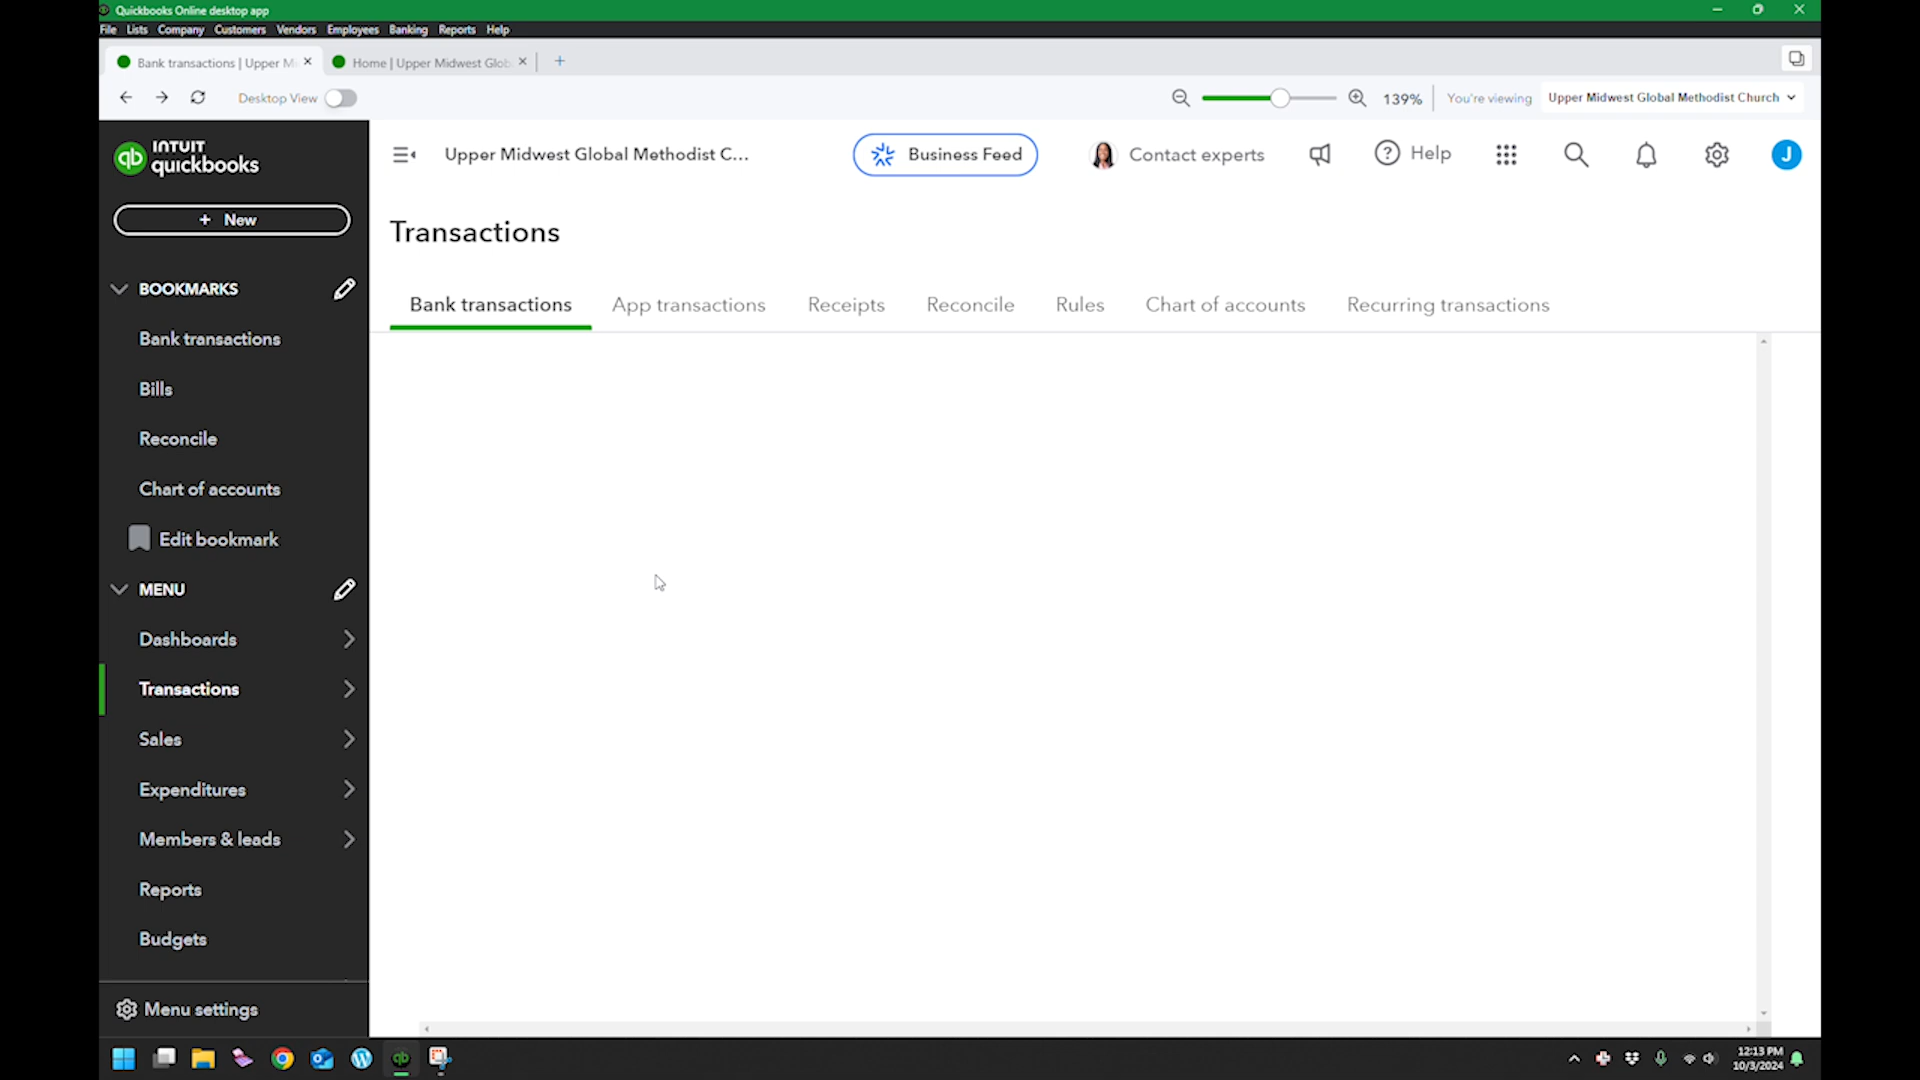 Quickbooks Online desktop app
File Lists Company Customers Vendors Employees Banking Reports Help
Bank transactions | Upper M
Home | Upper Midwest Glob
Desktop View
139%
You're viewing
Upper Midwest Global Methodist Church
INTUIT
qb quickbooks
Upper Midwest Global Methodist C...
Business Feed
Contact experts
Help
J
+ New
Transactions
BOOKMARKS
Bank transactions
App transactions
Receipts
Reconcile
Rules
Chart of accounts
Recurring transactions
Bank transactions
Bills
Reconcile
Chart of accounts
Edit bookmark
MENU
Dashboards
Transactions
Sales
Expenditures
Members & leads
Reports
Budgets
Menu settings
qb
12:13 PM
10/3/2024